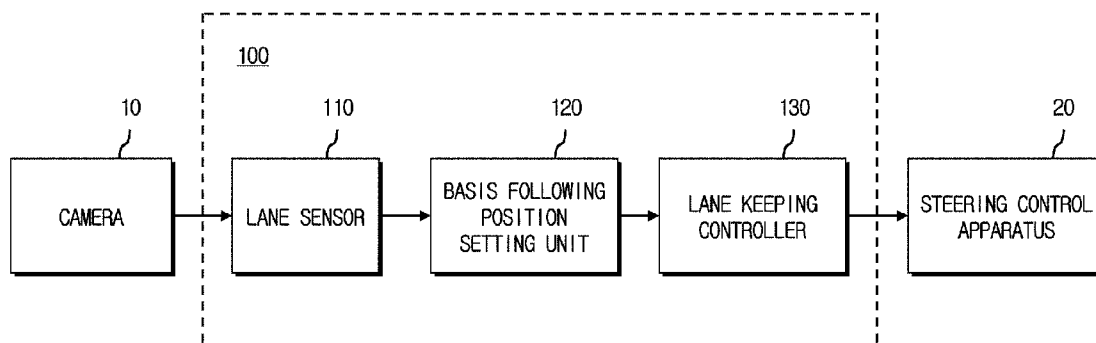 100
10
110
120
130
20
CAMERA
LANE SENSOR
BASIS FOLLOWING
POSITION
SETTING UNIT
LANE KEEPING
CONTROLLER
STEERING CONTROL
APPARATUS